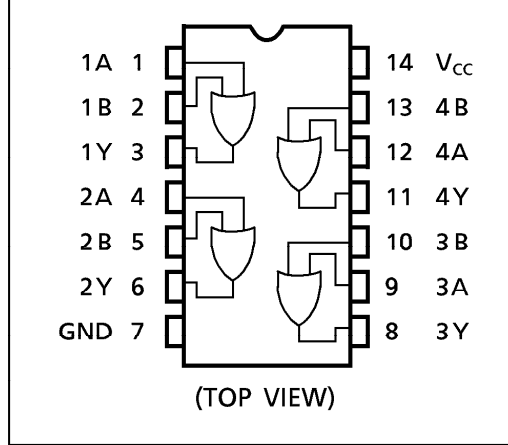 1A 1 14 VCC
1B 2 13 4B
1Y 3 12 4A
2A 4 11 4Y
2B 5 10 3B
2Y 6 9 3A
GND 7 8 3Y
(TOP VIEW)